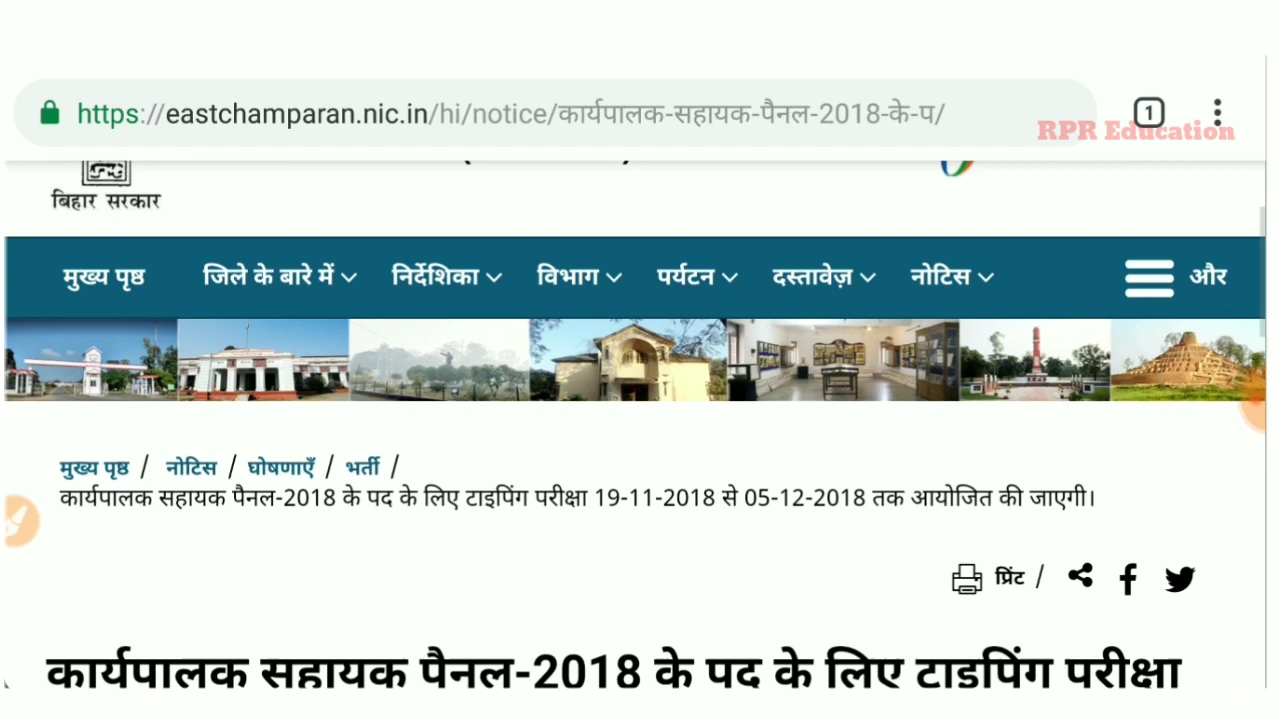 https://eastchamparan.nic.in/hi/notice/कार्यपालक-सहायक-पैनल-2018-के-प/
1
RPR Education
बिहार सरकार
मुख्य पृष्ठ जिले के बारे में निर्देशिका विभाग पर्यटन दस्तावेज़ नोटिस और
मुख्य पृष्ठ / नोटिस / घोषणाएँ / भर्ती /
कार्यपालक सहायक पैनल-2018 के पद के लिए टाइपिंग परीक्षा 19-11-2018 से 05-12-2018 तक आयोजित की जाएगी।
प्रिंट /
कार्यपालक सहायक पैनल-2018 के पद के लिए टाइपिंग परीक्षा